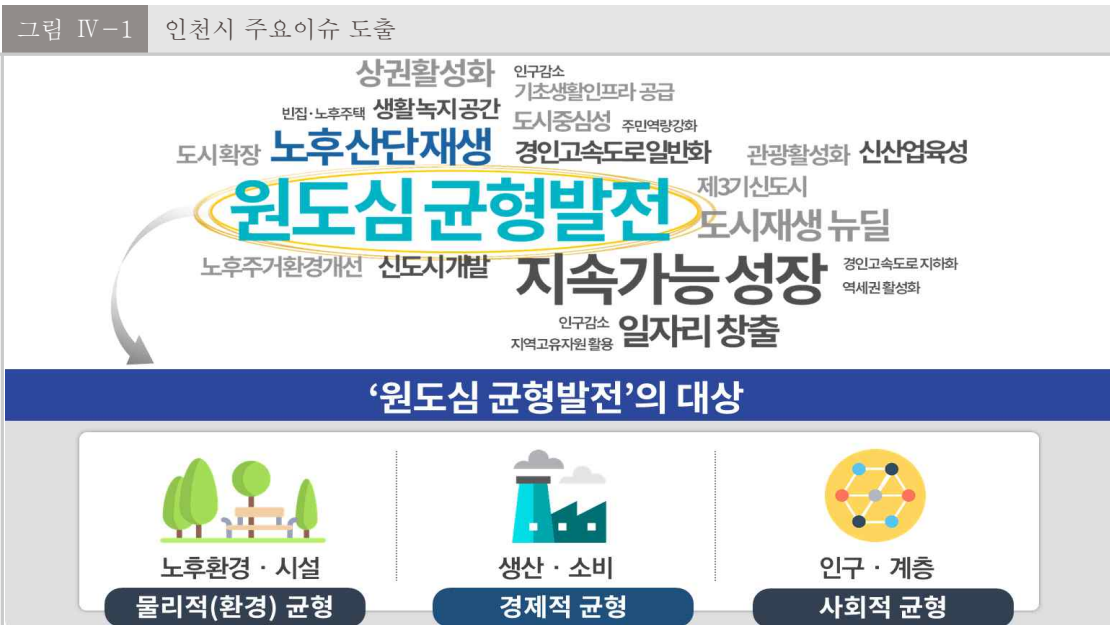 그림 Ⅳ-1 인천시 주요이슈 도출
상권활성화 인구감소
기초생활인프라 공급
빈집·노후주택 생활녹지공간
도시중심성 주민역량강화
도시확장 노후산단재생 경인고속도로일반화 관광활성화 신산업육성
원도심 균형발전 제3기신도시
도시재생 뉴딜
노후주거환경개선 신도시개발 지속가능 성장 경인고속도로 지하화
역세권 활성화
인구감소 일자리 창출
지역고유자원 활용
‘원도심 균형발전’의 대상
노후환경 · 시설 생산 · 소비 인구 · 계층
물리적(환경) 균형 경제적 균형 사회적 균형